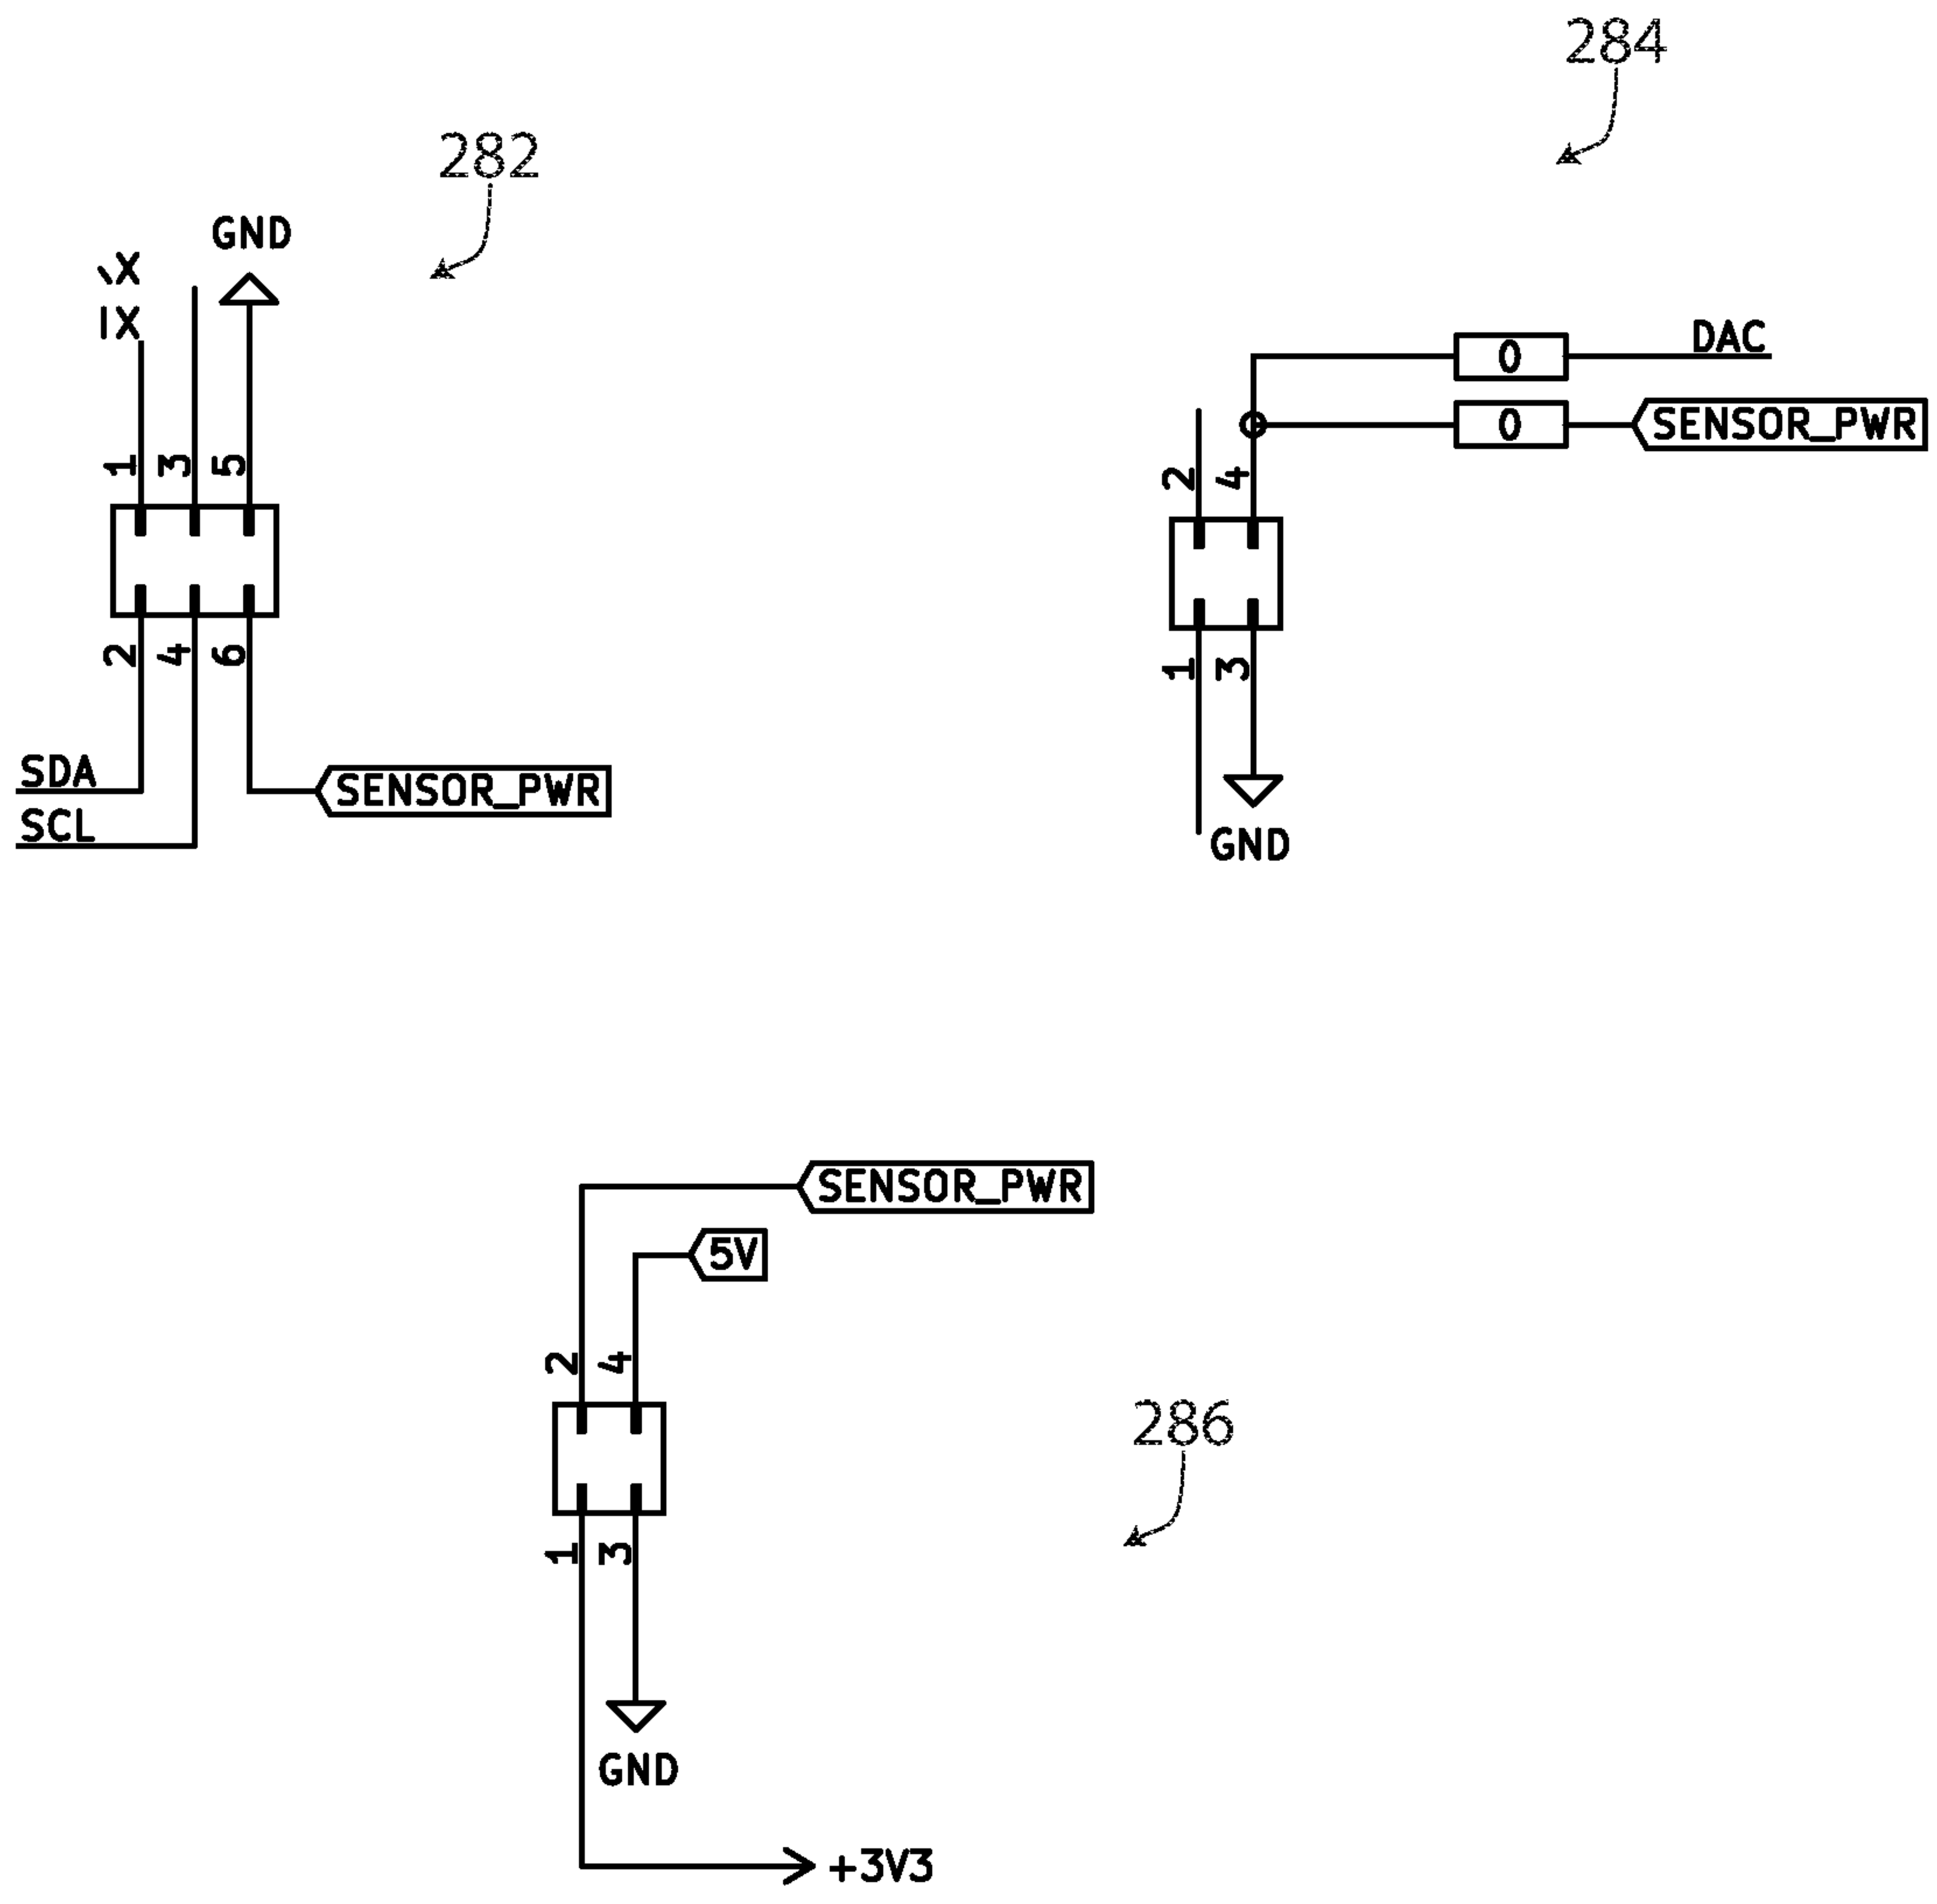 284
282
GND
X
X
DAC
0
SENSOR_PWR
0
1 3 5
2 4
2 4 6
1 3
SDA
SENSOR_PWR
SCL
GND
SENSOR_PWR
5V
2 4
286
1 3
GND
+3V3